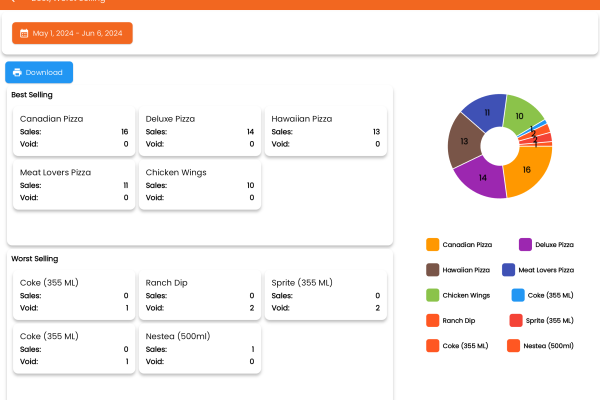 Best/Worst Selling
May 1, 2024 - Jun 6, 2024
Download
Best Selling
Canadian Pizza
Sales: 16
Void: 0
Deluxe Pizza
Sales: 14
Void: 0
Hawaiian Pizza
Sales: 13
Void: 0
Meat Lovers Pizza
Sales: 11
Void: 0
Chicken Wings
Sales: 10
Void: 0
Worst Selling
Coke (355 ML)
Sales: 0
Void: 1
Ranch Dip
Sales: 0
Void: 2
Sprite (355 ML)
Sales: 0
Void: 2
Coke (355 ML)
Sales: 0
Void: 1
Nestea (500ml)
Sales: 1
Void: 0
11
10
13
14
16
1
2
2
1
Canadian Pizza
Deluxe Pizza
Hawaiian Pizza
Meat Lovers Pizza
Chicken Wings
Coke (355 ML)
Ranch Dip
Sprite (355 ML)
Coke (355 ML)
Nestea (500ml)